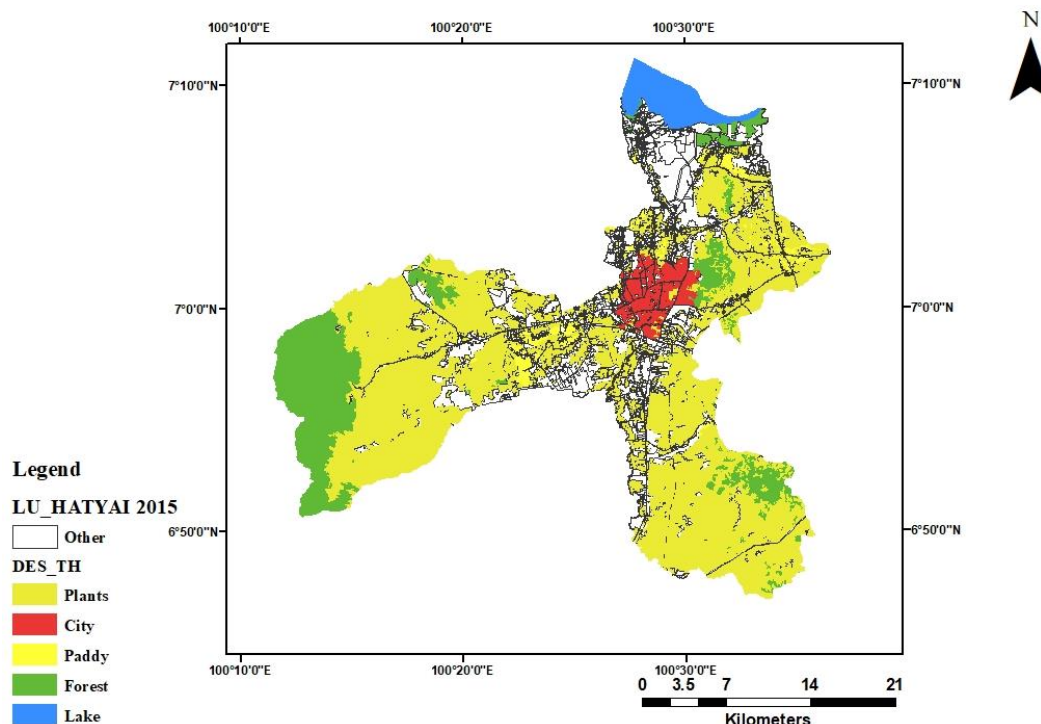 100°10'0"E 100°20'0"E 100°30'0"E
N
7°10'0"N 7°10'0"N
7°0'0"N 7°0'0"N
6°50'0"N 6°50'0"N
100°10'0"E 100°20'0"E 100°30'0"E
Legend
LU_HATYAI 2015
Other
DES_TH
Plants
City
Paddy
Forest
Lake
0 3.5 7 14 21
Kilometers